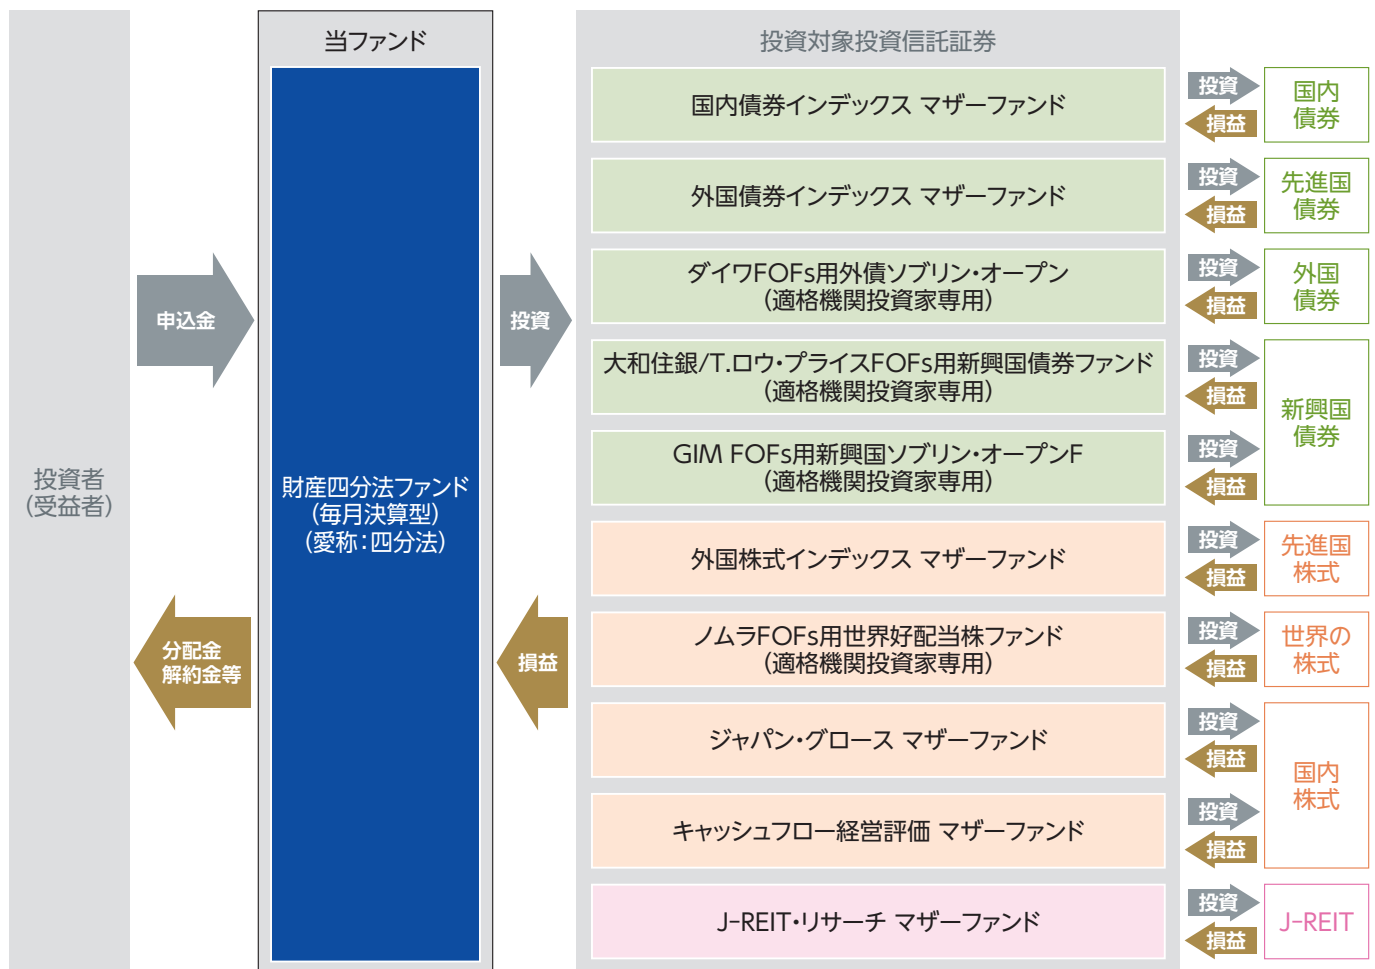 投資者
(受益者)
申込金
分配金
解約金等
当ファンド
財産四分法ファンド
(毎月決算型)
(愛称:四分法)
投資
損益
投資対象投資信託証券
国内債券インデックス マザーファンド
投資
損益
国内
債券
外国債券インデックス マザーファンド
投資
損益
先進国
債券
ダイワFOFs用外債ソブリン・オープン
(適格機関投資家専用)
投資
損益
外国
債券
大和住銀/T.ロウ・プライスFOFs用新興国債券ファンド
(適格機関投資家専用)
投資
損益
GIM FOFs用新興国ソブリン・オープンF
(適格機関投資家専用)
投資
損益
新興国
債券
外国株式インデックス マザーファンド
投資
損益
先進国
株式
ノムラFOFs用世界好配当株ファンド
(適格機関投資家専用)
投資
損益
世界の
株式
ジャパン・グロース マザーファンド
投資
損益
キャッシュフロー経営評価 マザーファンド
投資
損益
国内
株式
J-REIT・リサーチ マザーファンド
投資
損益
J-REIT